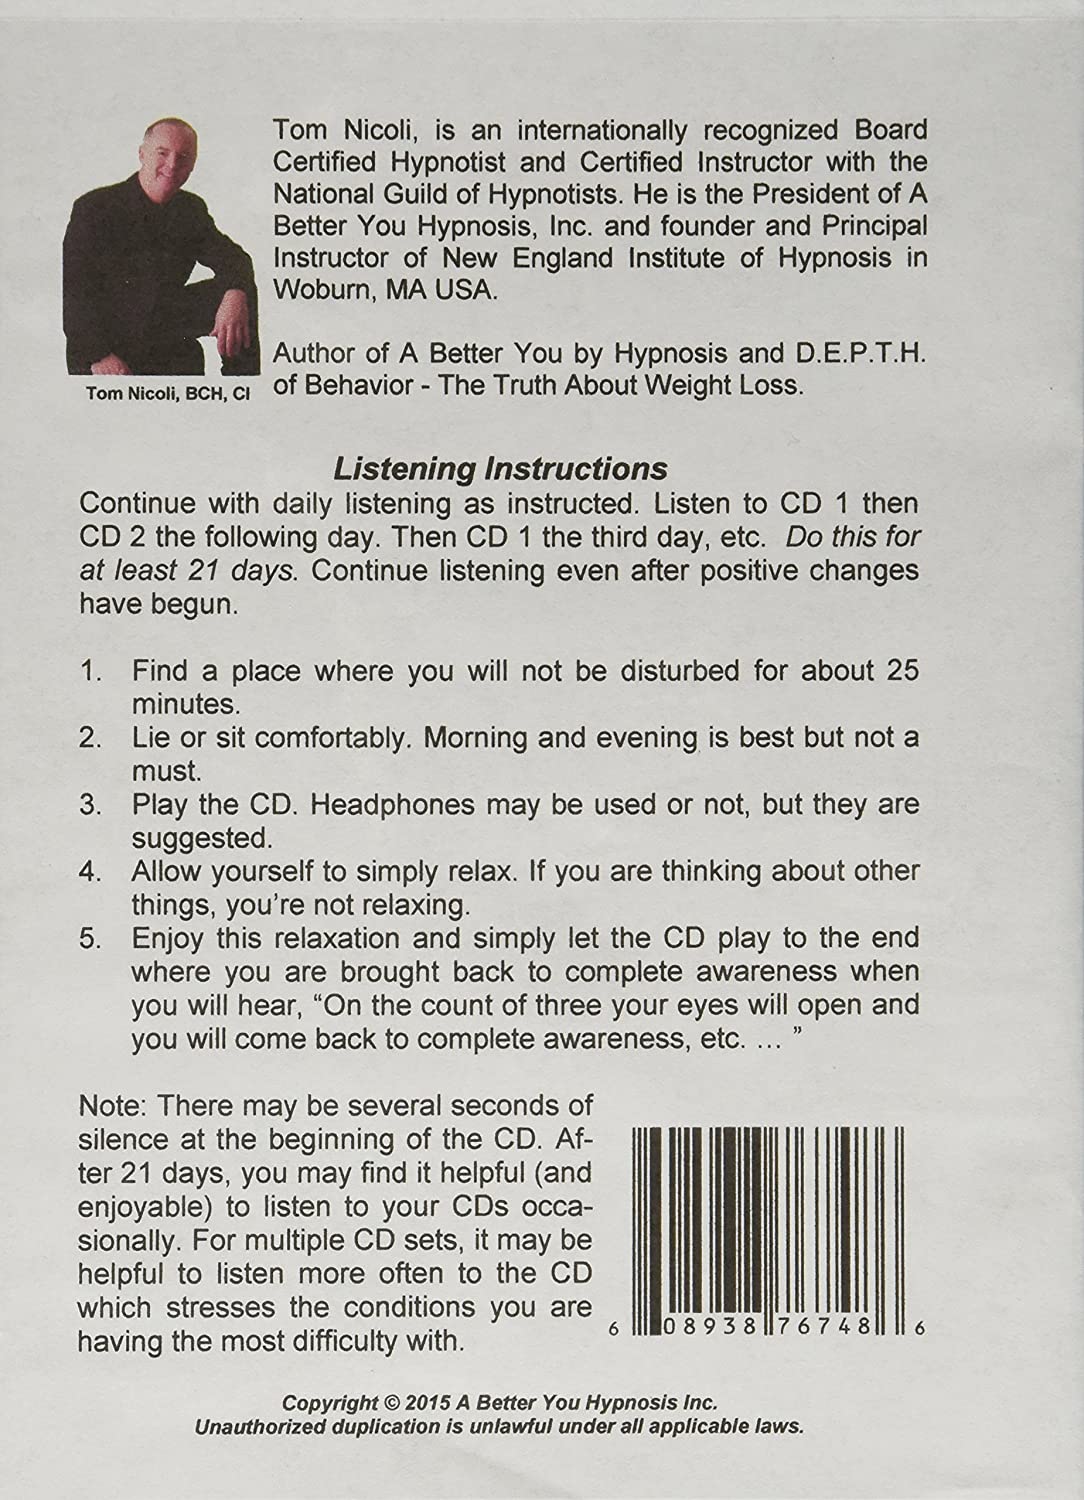 Tom Nicoli, is an internationally recognized Board
Certified Hypnotist and Certified Instructor with the
National Guild of Hypnotists. He is the President of A
Better You Hypnosis, Inc. and founder and Principal
Instructor of New England Institute of Hypnosis in
Woburn, MA USA.
Author of A Better You by Hypnosis and D.E.P.T.H.
of Behavior - The Truth About Weight Loss.
Tom Nicoli, BCH, CI
Listening Instructions
Continue with daily listening as instructed. Listen to CD 1 then
CD 2 the following day. Then CD 1 the third day, etc. Do this for
at least 21 days. Continue listening even after positive changes
have begun.
1. Find a place where you will not be disturbed for about 25
minutes.
2. Lie or sit comfortably. Morning and evening is best but not a
must.
3. Play the CD. Headphones may be used or not, but they are
suggested.
4. Allow yourself to simply relax. If you are thinking about other
things, you're not relaxing.
5. Enjoy this relaxation and simply let the CD play to the end
where you are brought back to complete awareness when
you will hear, “On the count of three your eyes will open and
you will come back to complete awareness, etc. ... ”
Note: There may be several seconds of
silence at the beginning of the CD. Af-
ter 21 days, you may find it helpful (and
enjoyable) to listen to your CDs occa-
sionally. For multiple CD sets, it may be
helpful to listen more often to the CD
which stresses the conditions you are
having the most difficulty with.
6 08938 76748 6
Copyright © 2015 A Better You Hypnosis Inc.
Unauthorized duplication is unlawful under all applicable laws.